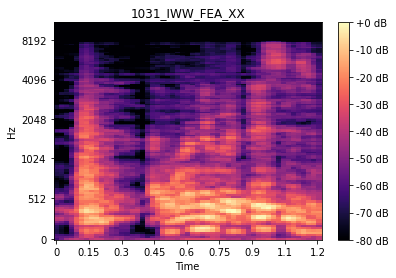 1031_IWW_FEA_XX
+0 dB
8192
-10 dB
4096
-20 dB
-30 dB
2048
Hz
-40 dB
1024
-50 dB
512
-60 dB
-70 dB
0
-80 dB
0 0.15 0.3 0.45 0.6 0.75 0.9 1.1 1.2
Time